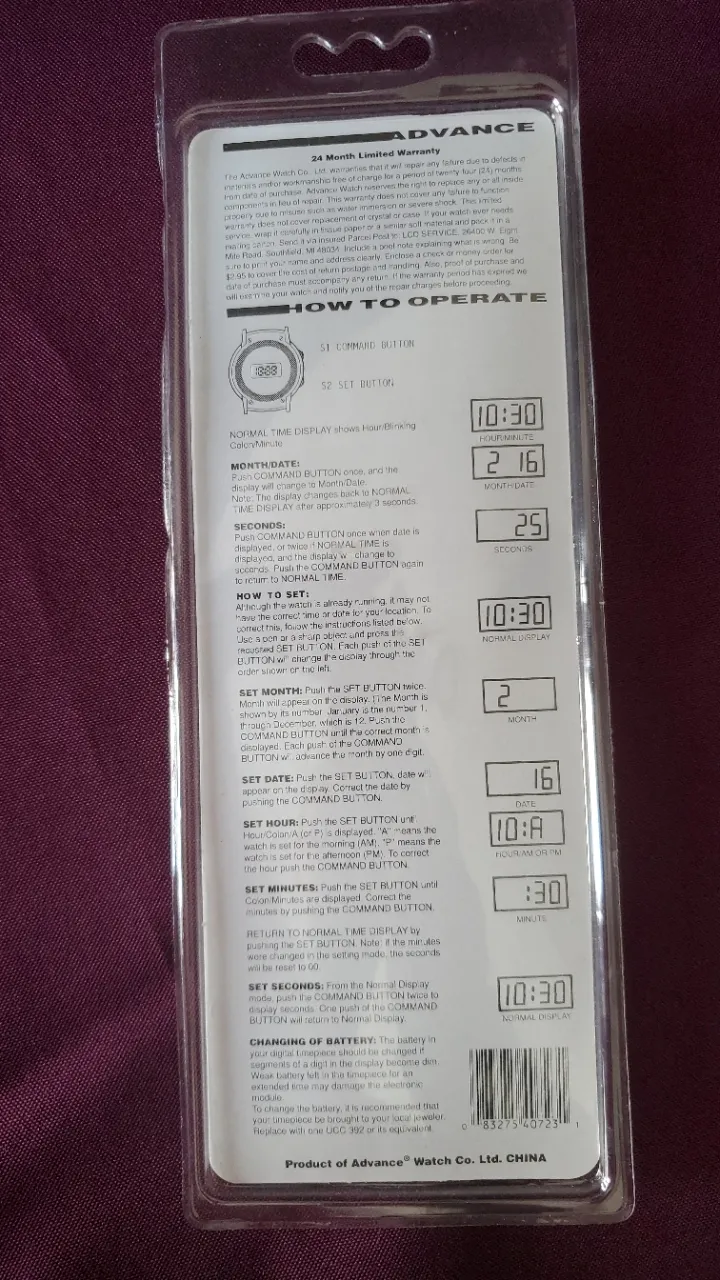 ADVANCE
24 Month Limited Warranty
The Advance Watch Co., Ltd. warranties that it will repair any failure due to defects in
materials and/or workmanship free of charge for a period of twenty-four (24) months
from date of purchase. Advance Watch reserves the right to replace any or all inside
components in lieu of repair. This warranty does not cover any failure to function
properly due to misuse such as water immersion or severe shock. This limited
warranty does not cover replacement of crystal or case. If your watch ever needs
service, wrap it carefully in tissue paper or a similar soft material and pack it in a
mailing carton. Send it via Insured Parcel Post to: LCD SERVICE, 26400 W. Eight
Mile Road, Southfield, MI 48034. Include a brief note explaining what is wrong. Be
sure to print your name and address clearly. Enclose a check or money order for
$2.95 to cover the cost of return postage and handling. Also, proof of purchase and
date of purchase must accompany any return. If the warranty period has expired we
will examine your watch and notify you of the repair charges before proceeding.
HOW TO OPERATE
S1 COMMAND BUTTON
S2 SET BUTTON
NORMAL TIME DISPLAY shows Hour/Blinking
Colon/Minute
10:30
HOUR/MINUTE
MONTH/DATE:
Push COMMAND BUTTON once, and the
display will change to Month/Date.
Note: The display changes back to NORMAL
TIME DISPLAY after approximately 3 seconds.
2 16
MONTH/DATE
SECONDS:
Push COMMAND BUTTON once when date is
displayed, or twice if NORMAL TIME is
displayed, and the display will change to
seconds. Push the COMMAND BUTTON again
to return to NORMAL TIME.
25
SECONDS
HOW TO SET:
Although the watch is already running, it may not
have the correct time or date for your location. To
correct this, follow the instructions listed below.
Use a pen or a sharp object and press the
recessed SET BUTTON. Each push of the SET
BUTTON will change the display through the
order shown on the left.
10:30
NORMAL DISPLAY
SET MONTH: Push the SET BUTTON twice.
Month will appear on the display. (The Month is
shown by its number. January is the number 1,
through December, which is 12. Push the
COMMAND BUTTON until the correct month is
displayed. Each push of the COMMAND
BUTTON will advance the month by one digit.
2
MONTH
SET DATE: Push the SET BUTTON, date will
appear on the display. Correct the date by
pushing the COMMAND BUTTON.
16
DATE
SET HOUR: Push the SET BUTTON until
Hour/Colon/A (or P) is displayed. "A" means the
watch is set for the morning (AM). "P" means the
watch is set for the afternoon (PM). To correct
the hour push the COMMAND BUTTON.
10:A
HOUR/AM OR PM
SET MINUTES: Push the SET BUTTON until
Colon/Minutes are displayed. Correct the
minutes by pushing the COMMAND BUTTON.
:30
MINUTE
RETURN TO NORMAL TIME DISPLAY by
pushing the SET BUTTON. Note: if the minutes
were changed in the setting mode, the seconds
will be reset to 00.
SET SECONDS: From the Normal Display
mode, push the COMMAND BUTTON twice to
display seconds. One push of the COMMAND
BUTTON will return to Normal Display.
10:30
NORMAL DISPLAY
CHANGING OF BATTERY: The battery in
your digital timepiece should be changed if
segments of a digit in the display become dim.
Weak battery left in the timepiece for an
extended time may damage the electronic
module.
To change the battery, it is recommended that
your timepiece be brought to your local jeweler.
Replace with one UCC 392 or its equivalent.
0 83275 40723 1
Product of Advance® Watch Co. Ltd. CHINA